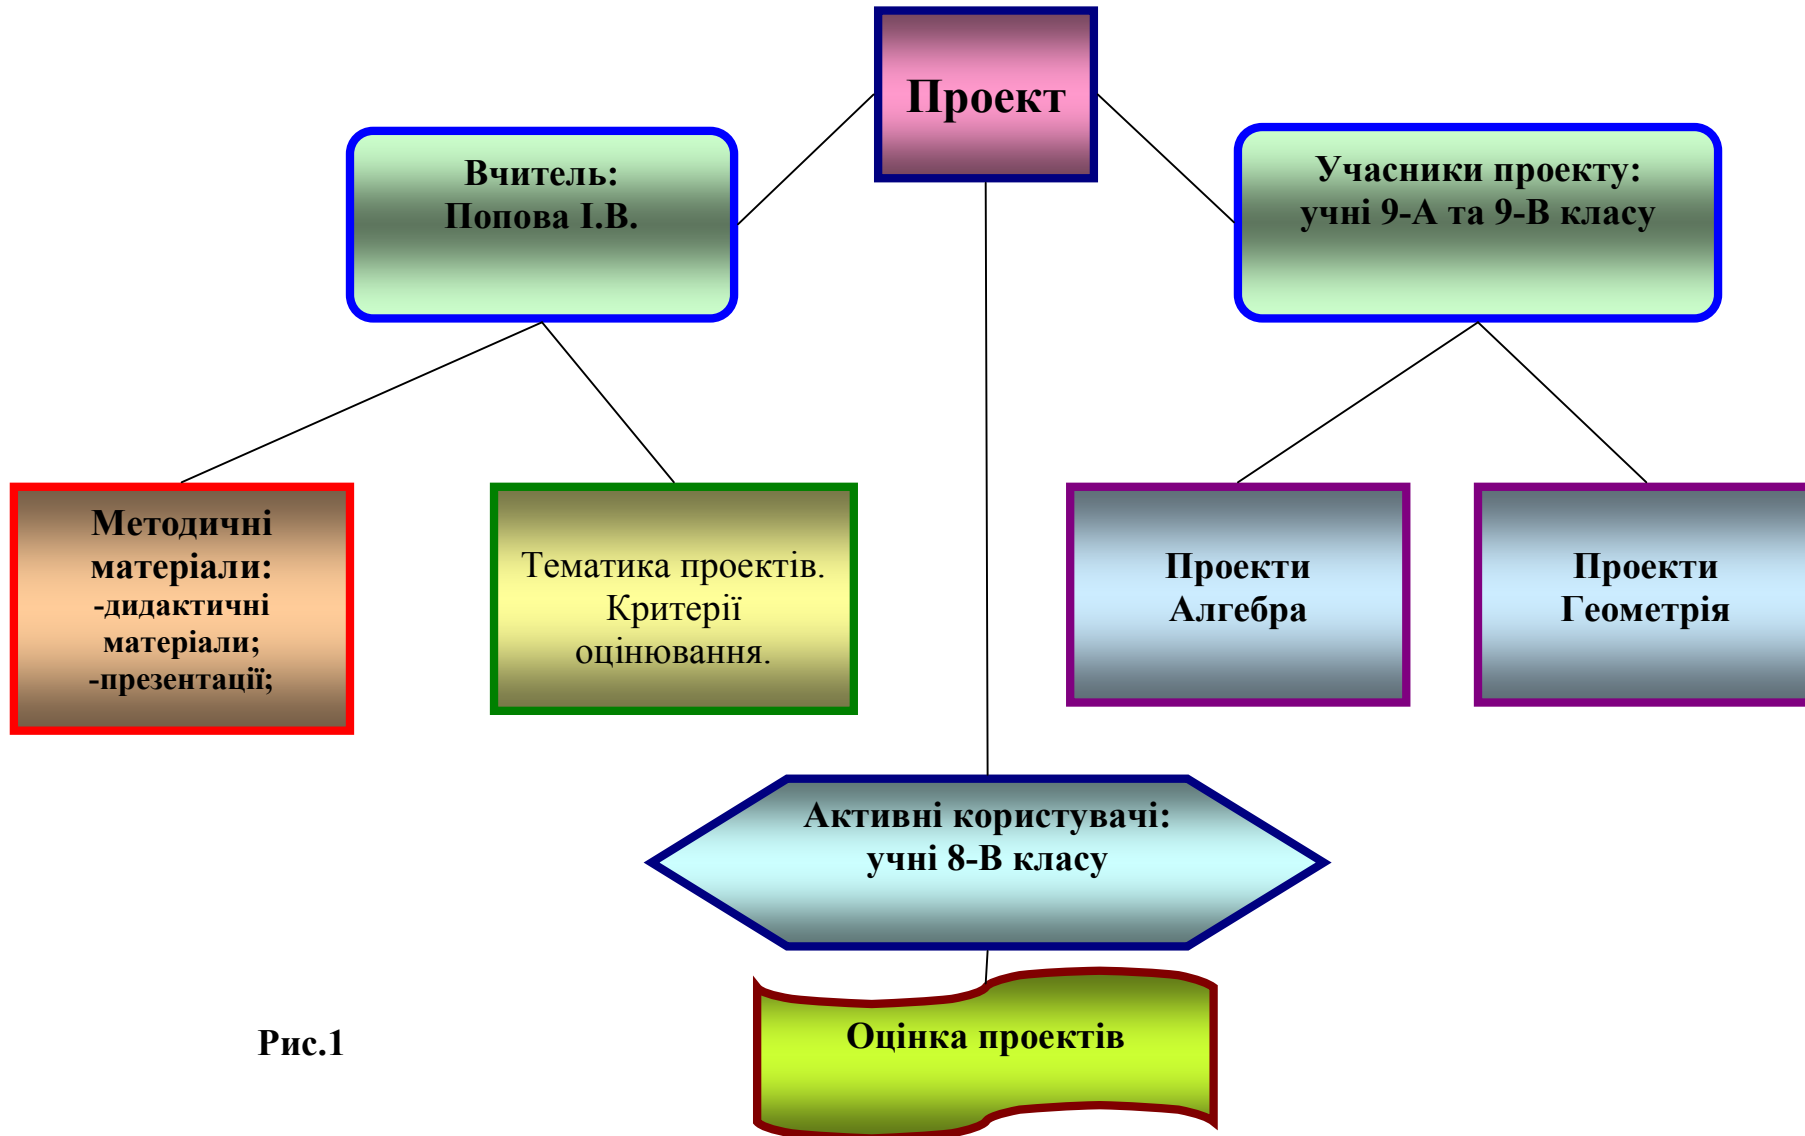 Проект
Вчитель:
Попова І.В.
Учасники проекту:
учні 9-А та 9-В класу
Методичні
матеріали:
-дидактичні
матеріали;
-презентації;
Тематика проектів.
Критерії
оцінювання.
Проекти
Алгебра
Проекти
Геометрія
Активні користувачі:
учні 8-В класу
Оцінка проектів
Рис.1